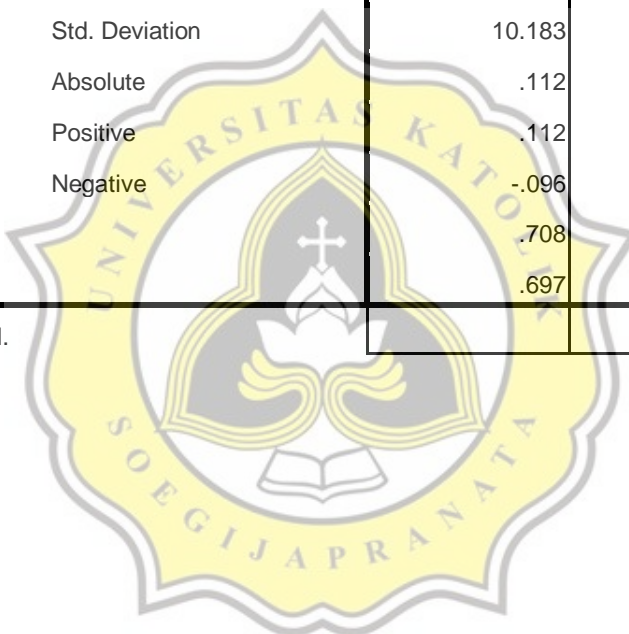 Std. Deviation 10.183
Absolute .112
Positive .112
Negative -.096
.708
.697
UNIVERSITAS KATOLIK
SOEGIJAPRANATA